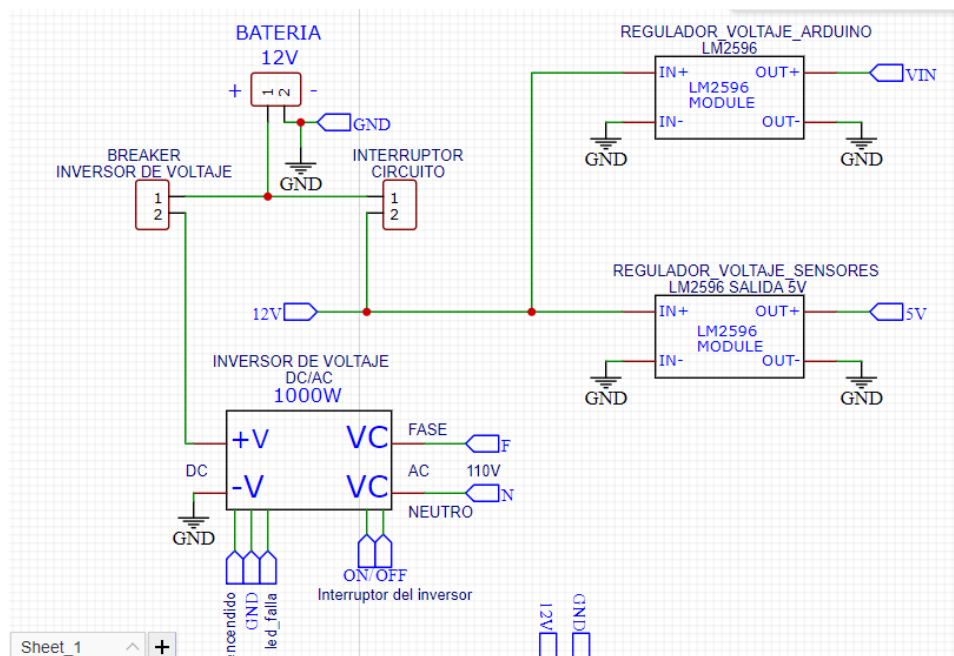 BATERIA
12V
+ 1 2 -
GND
GND
BREAKER
INVERSOR DE VOLTAJE
1
2
INTERRUPTOR
CIRCUITO
1
2
12V
REGULADOR_VOLTAJE_ARDUINO
LM2596
IN+ OUT+
LM2596
MODULE
IN- OUT-
VIN
GND GND
REGULADOR_VOLTAJE_SENSORES
LM2596 SALIDA 5V
IN+ OUT+
LM2596
MODULE
IN- OUT-
5V
GND GND
INVERSOR DE VOLTAJE
DC/AC
1000W
+V VC
FASE
F
DC
AC 110V
-V VC
N
NEUTRO
GND
encendido
GND
led_falla
ON/OFF
Interruptor del inversor
12V
GND
Sheet_1 +